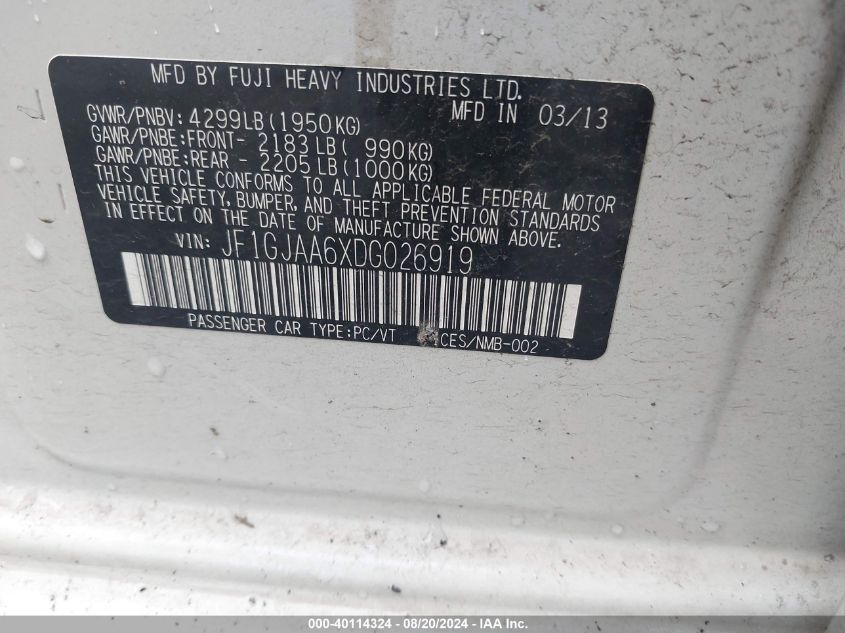 MFD BY FUJI HEAVY INDUSTRIES LTD.
MFD IN 03/13
GVWR/PNBV: 4299LB(1950KG)
GAWR/PNBE:FRONT- 2183LB( 990KG)
GAWR/PNBE:REAR - 2205LB(1000KG)
THIS VEHICLE CONFORMS TO ALL APPLICABLE FEDERAL MOTOR
VEHICLE SAFETY, BUMPER, AND THEFT PREVENTION STANDARDS
IN EFFECT ON THE DATE OF MANUFACTURE SHOWN ABOVE.
VIN: JF1GJAA6XDG026919
PASSENGER CAR TYPE:PC/VT CES/NMB-002
000-40114324 | 08/20/2024 - IAA Inc.